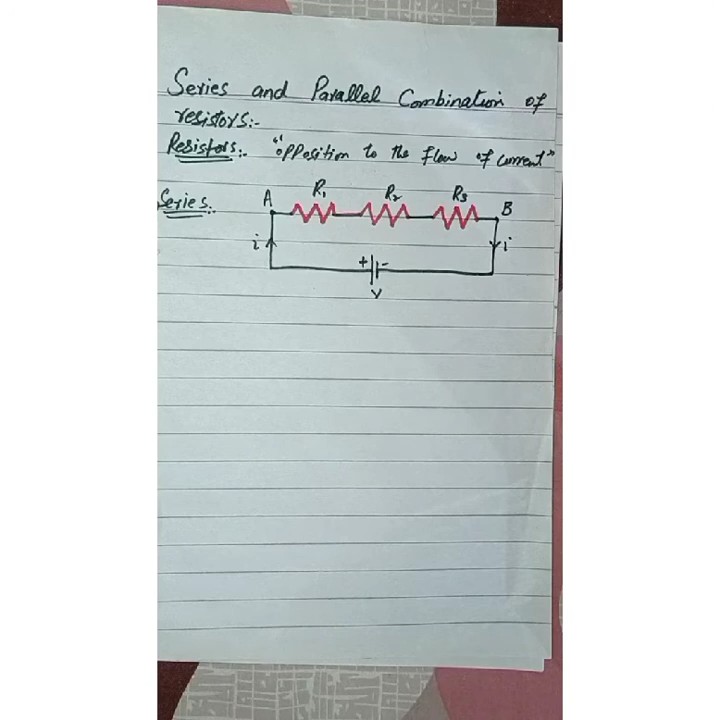 Series and Parallel Combination of
resistors:-
Resistors:- "opposition to the flow of current"
Series:-
A R₁ R₂ R₃ B
i i
+ -
V